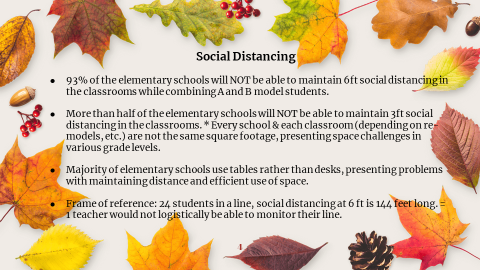 Social Distancing
● 93% of the elementary schools will NOT be able to maintain 6ft social distancing in
the classrooms while combining A and B model students.
● More than half of the elementary schools will NOT be able to maintain 3ft social
distancing in the classrooms. * Every school & each classroom (depending on re-
models, etc.) are not the same square footage, presenting space challenges in
various grade levels.
● Majority of elementary schools use tables rather than desks, presenting problems
with maintaining distance and efficient use of space.
● Frame of reference: 24 students in a line, social distancing at 6 ft is 144 feet long. =
1 teacher would not logistically be able to monitor their line.